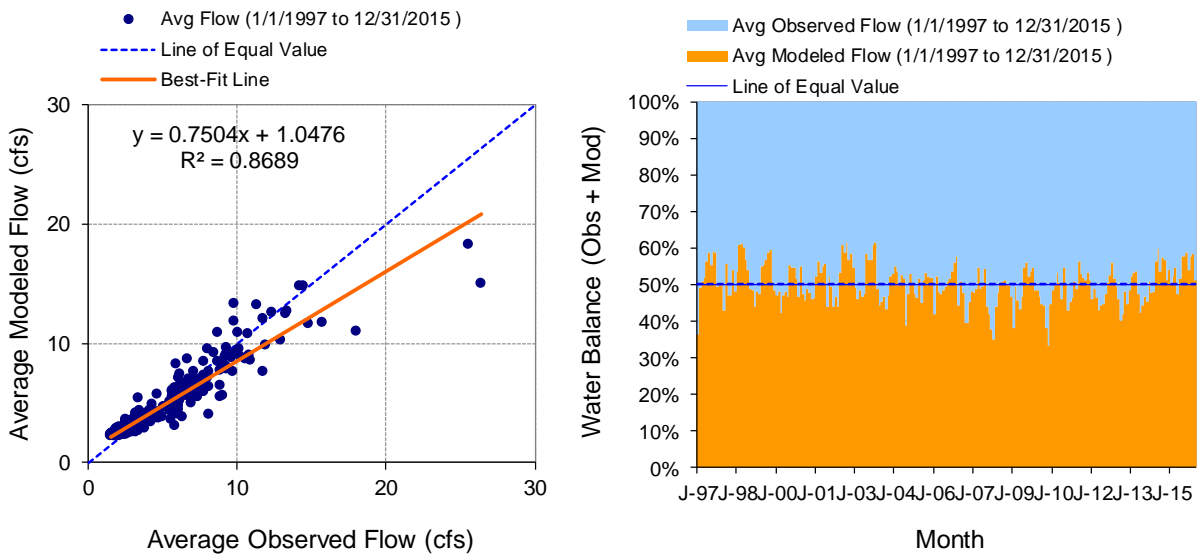 Avg Flow (1/1/1997 to 12/31/2015 )
Line of Equal Value
Best-Fit Line
y = 0.7504x + 1.0476
R² = 0.8689
30
20
10
0
0 10 20 30
Average Modeled Flow (cfs)
Average Observed Flow (cfs)
Avg Observed Flow (1/1/1997 to 12/31/2015 )
Avg Modeled Flow (1/1/1997 to 12/31/2015 )
Line of Equal Value
100%
90%
80%
70%
60%
50%
40%
30%
20%
10%
0%
J-97J-98J-00J-01J-03J-04J-06J-07J-09J-10J-12J-13J-15
Water Balance (Obs + Mod)
Month